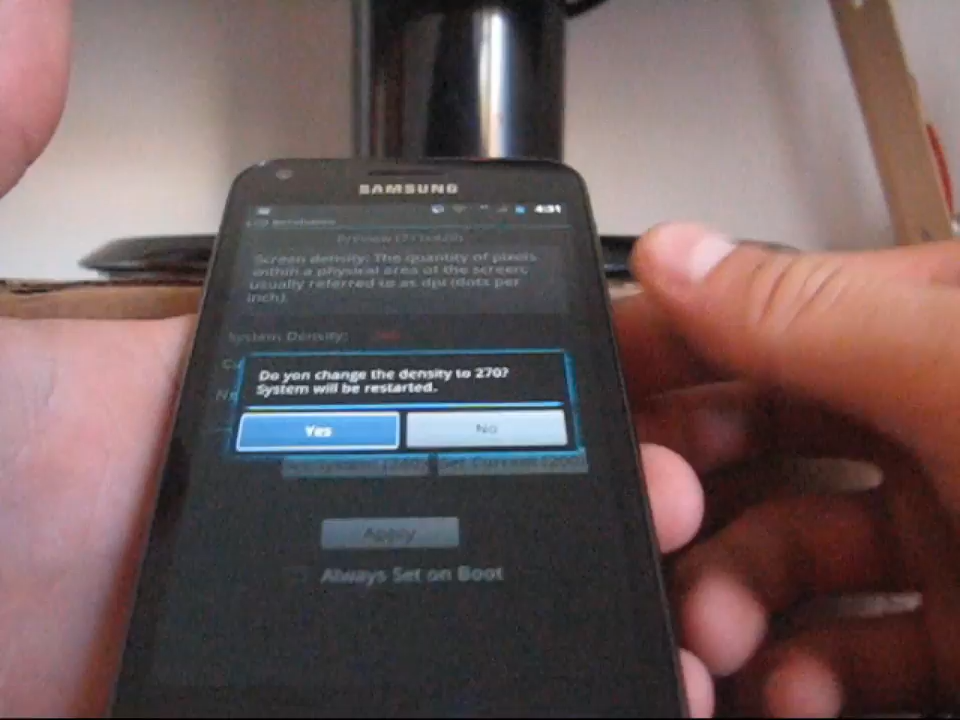 SAMSUNG
4:31
Screen density: The quantity of pixels
within a physical area of the screen;
usually referred to as dpi (dots per
inch).
System Density:
Do you change the density to 270?
System will be restarted.
Yes No
Apply
Always Set on Boot